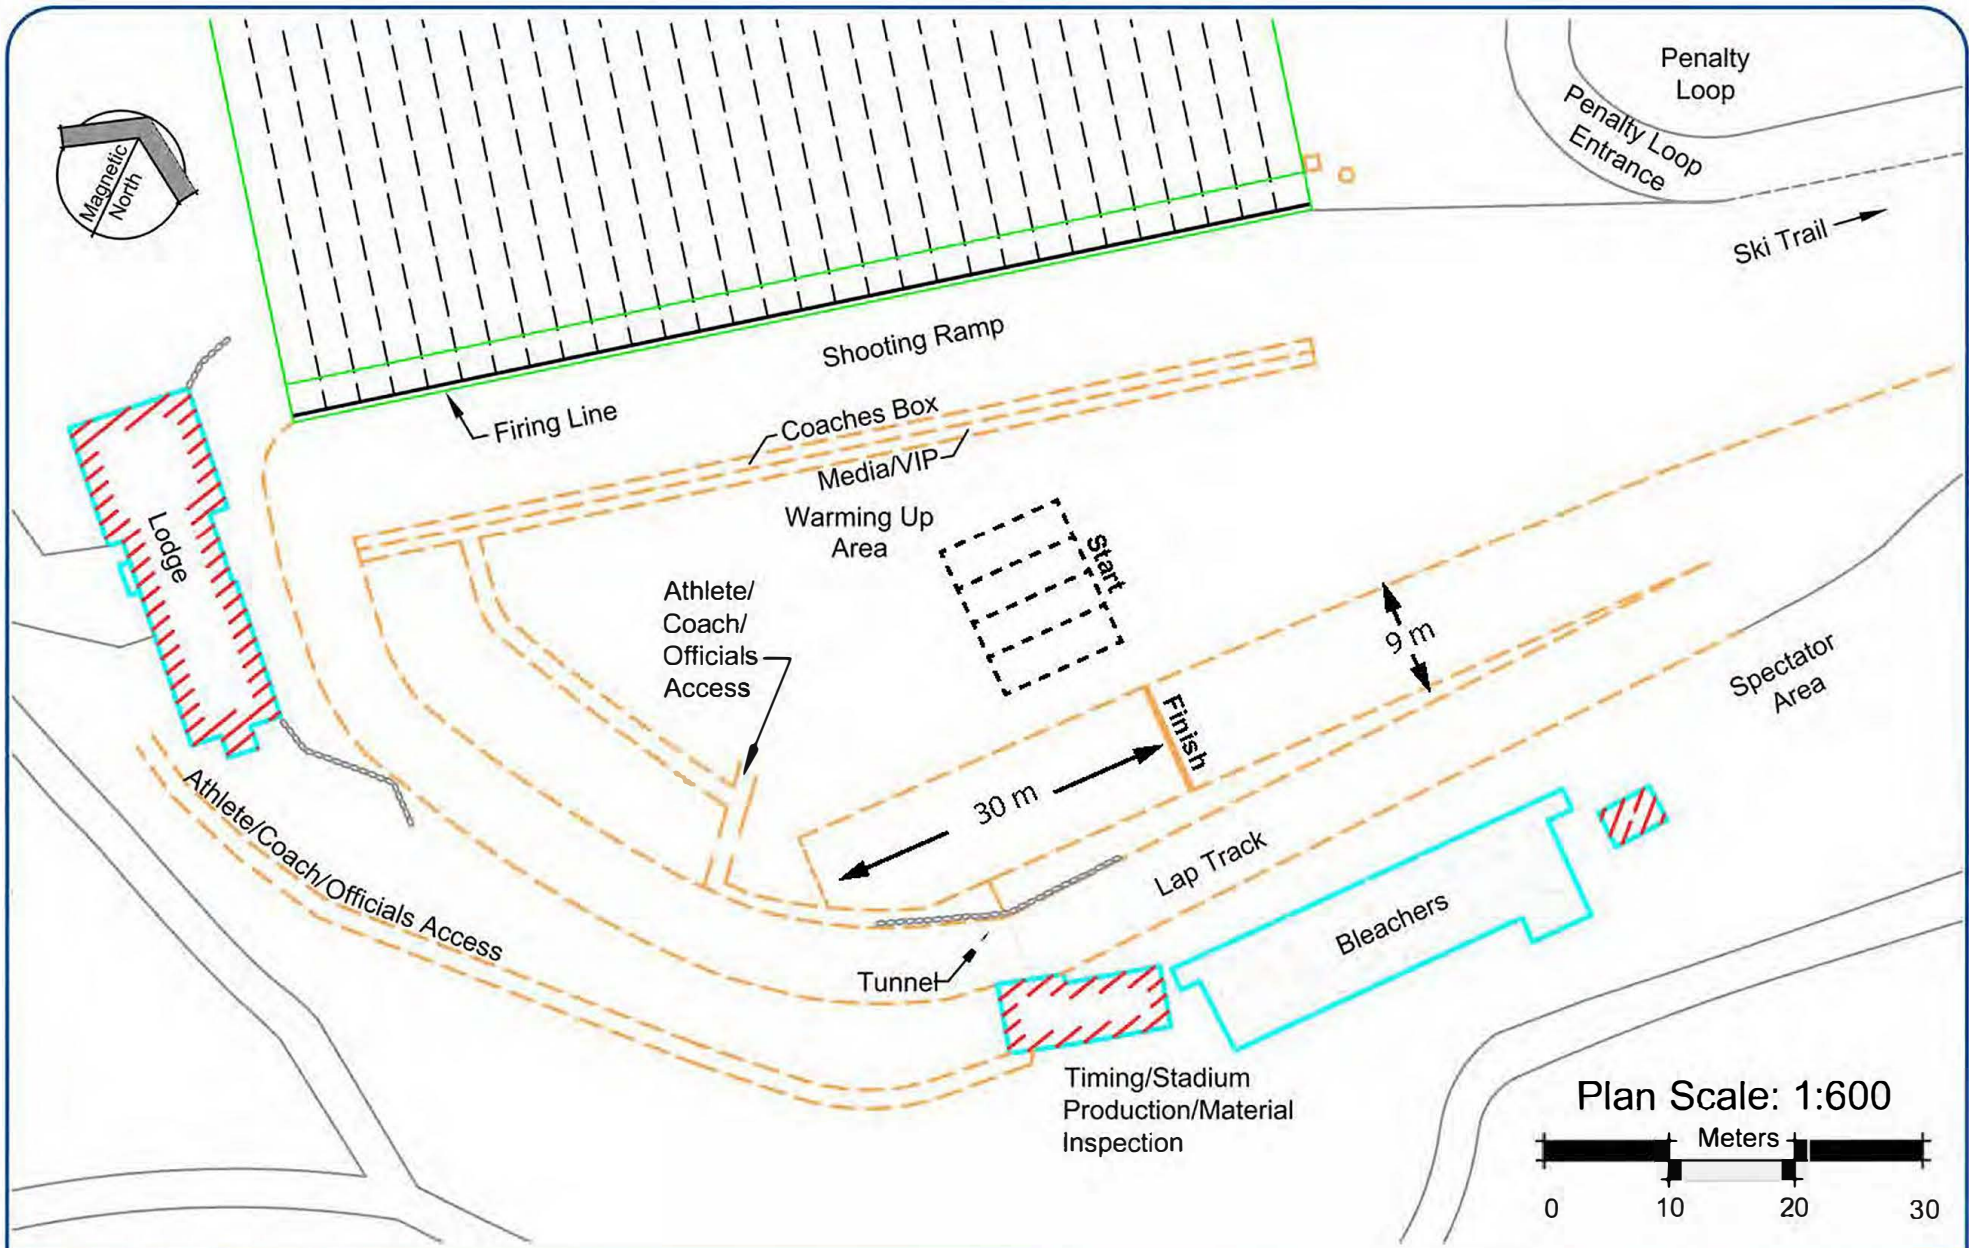 Penalty
Loop
Penalty Loop
Entrance
Magnetic
North
Ski Trail
Shooting Ramp
Firing Line
Coaches Box
Media/VIP
Warming Up
Area
Lodge
Start
Athlete/
Coach/
Officials
Access
9 m
Finish
30 m
Spectator
Area
Athlete/Coach/Officials Access
Lap Track
Bleachers
Tunnel
Timing/Stadium
Production/Material
Inspection
Plan Scale: 1:600
Meters
0 10 20 30